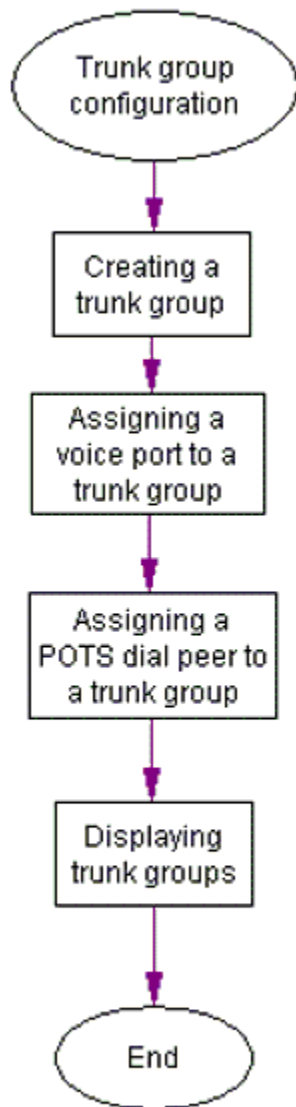 Trunk group
configuration
Creating a
trunk group
Assigning a
voice port to a
trunk group
Assigning a
POTS dial peer to
a trunk group
Displaying
trunk groups
End